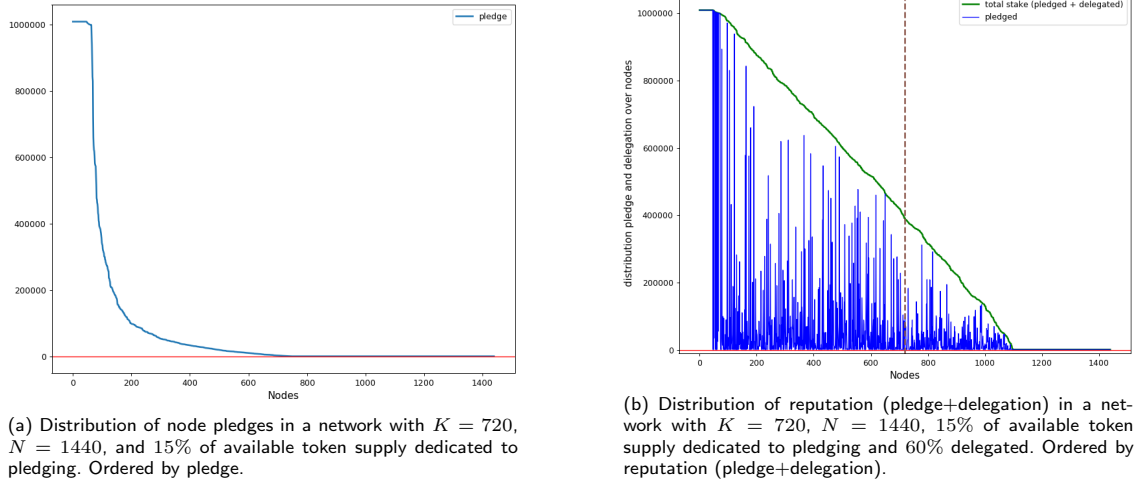 pledge
1000000
800000
600000
400000
200000
0
0 200 400 600 800 1000 1200 1400
Nodes
(a) Distribution of node pledges in a network with K = 720,
N = 1440, and 15% of available token supply dedicated to
pledging. Ordered by pledge.
total stake (pledged + delegated)
pledged
distribution pledge and delegation over nodes
1000000
800000
600000
400000
200000
0
0 200 400 600 800 1000 1200 1400
Nodes
(b) Distribution of reputation (pledge+delegation) in a net-
work with K = 720, N = 1440, 15% of available token
supply dedicated to pledging and 60% delegated. Ordered by
reputation (pledge+delegation).